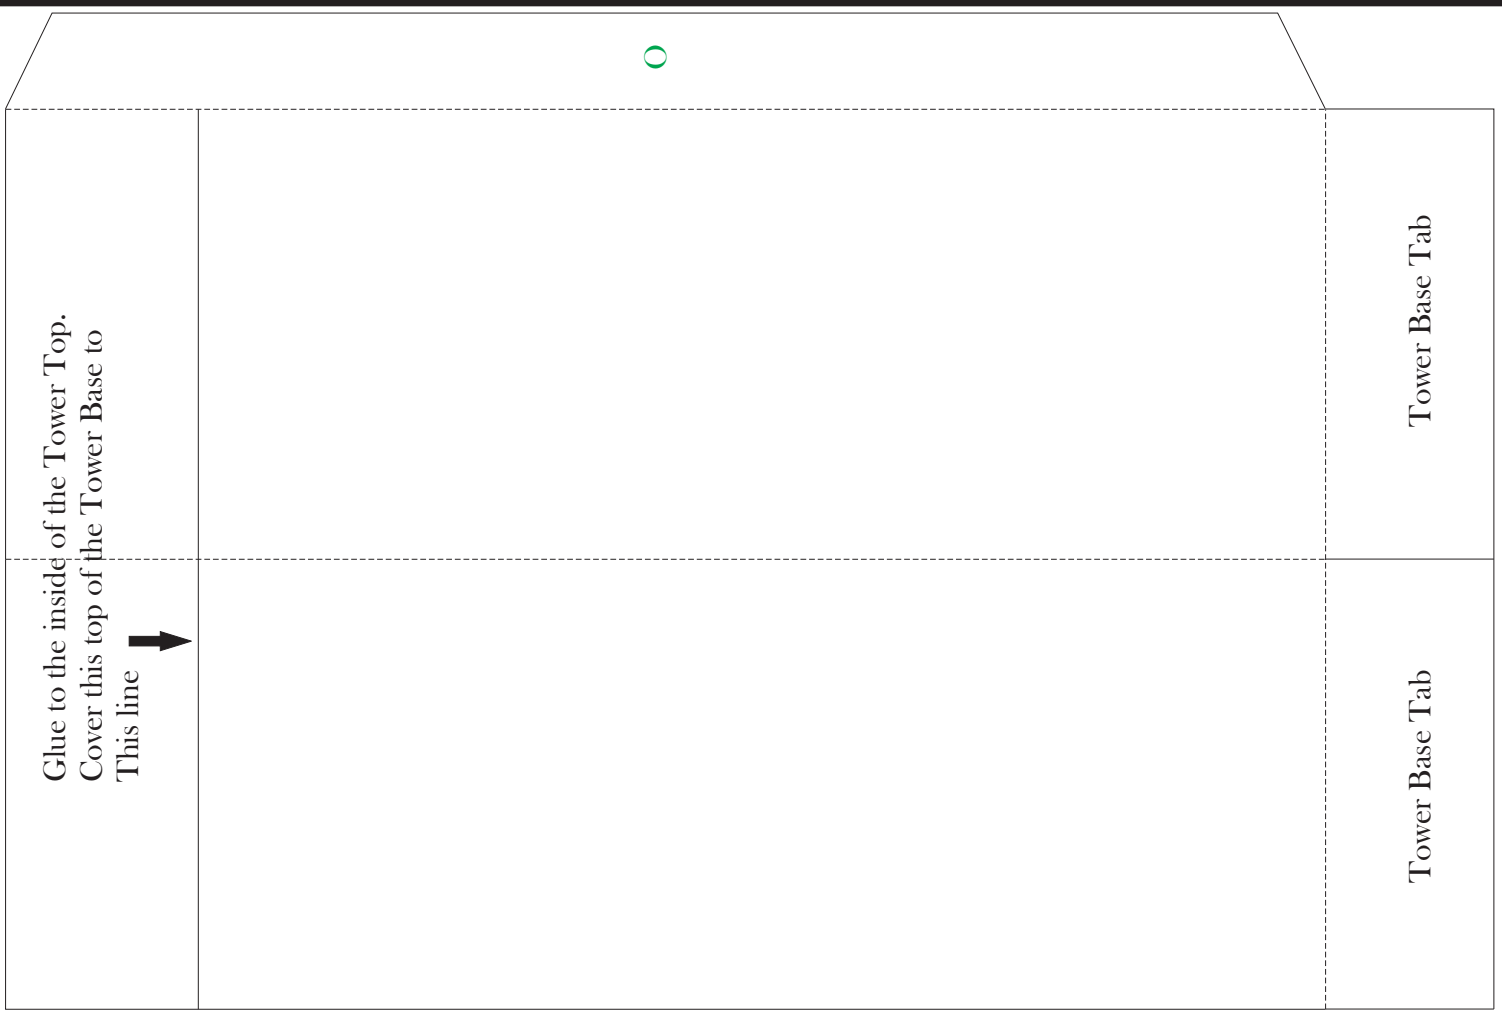 O
Glue to the inside of the Tower Top.
Cover this top of the Tower Base to
This line
Tower Base Tab
Tower Base Tab